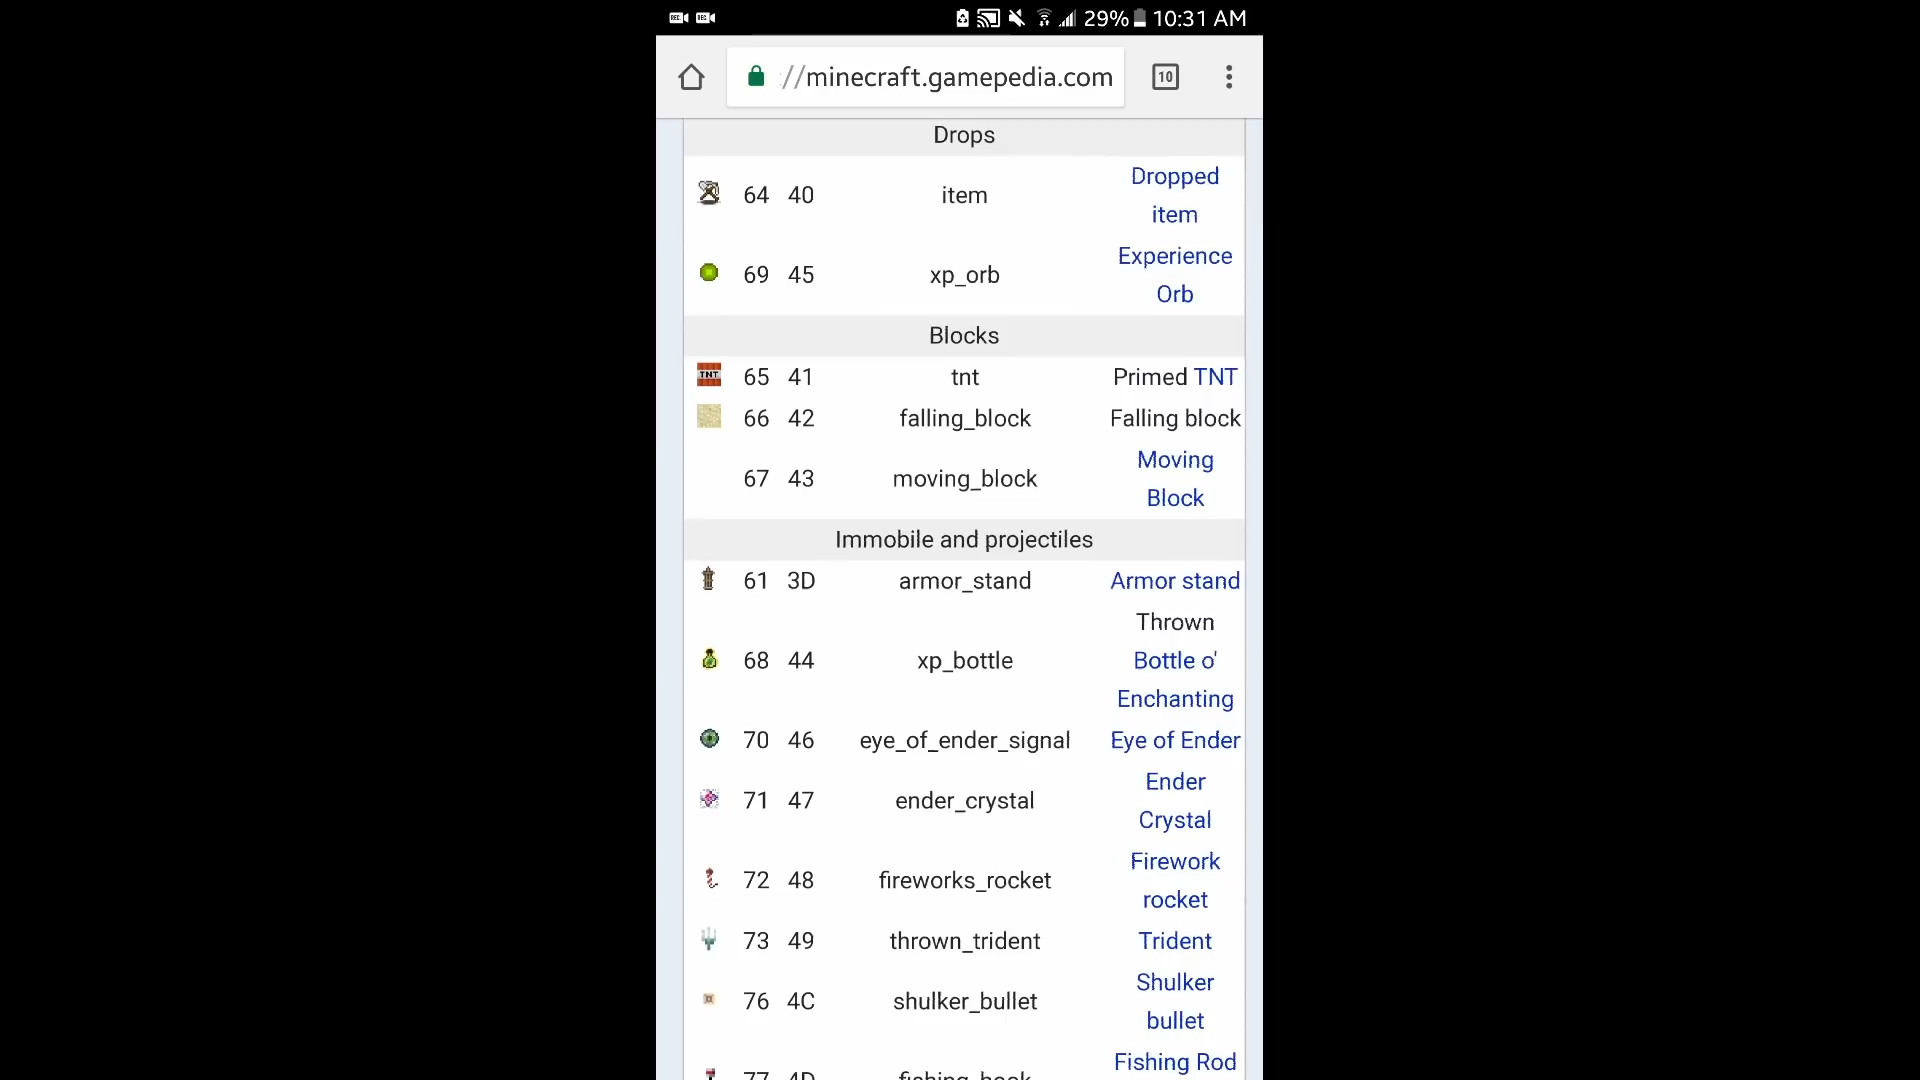 29% 10:31 AM
//minecraft.gamepedia.com
10
Drops
64 40 item Dropped item
69 45 xp_orb Experience Orb
Blocks
TNT 65 41 tnt Primed TNT
66 42 falling_block Falling block
67 43 moving_block Moving Block
Immobile and projectiles
61 3D armor_stand Armor stand
68 44 xp_bottle Thrown Bottle o' Enchanting
70 46 eye_of_ender_signal Eye of Ender
71 47 ender_crystal Ender Crystal
72 48 fireworks_rocket Firework rocket
73 49 thrown_trident Trident
76 4C shulker_bullet Shulker bullet
77 4D fishing_hook Fishing Rod